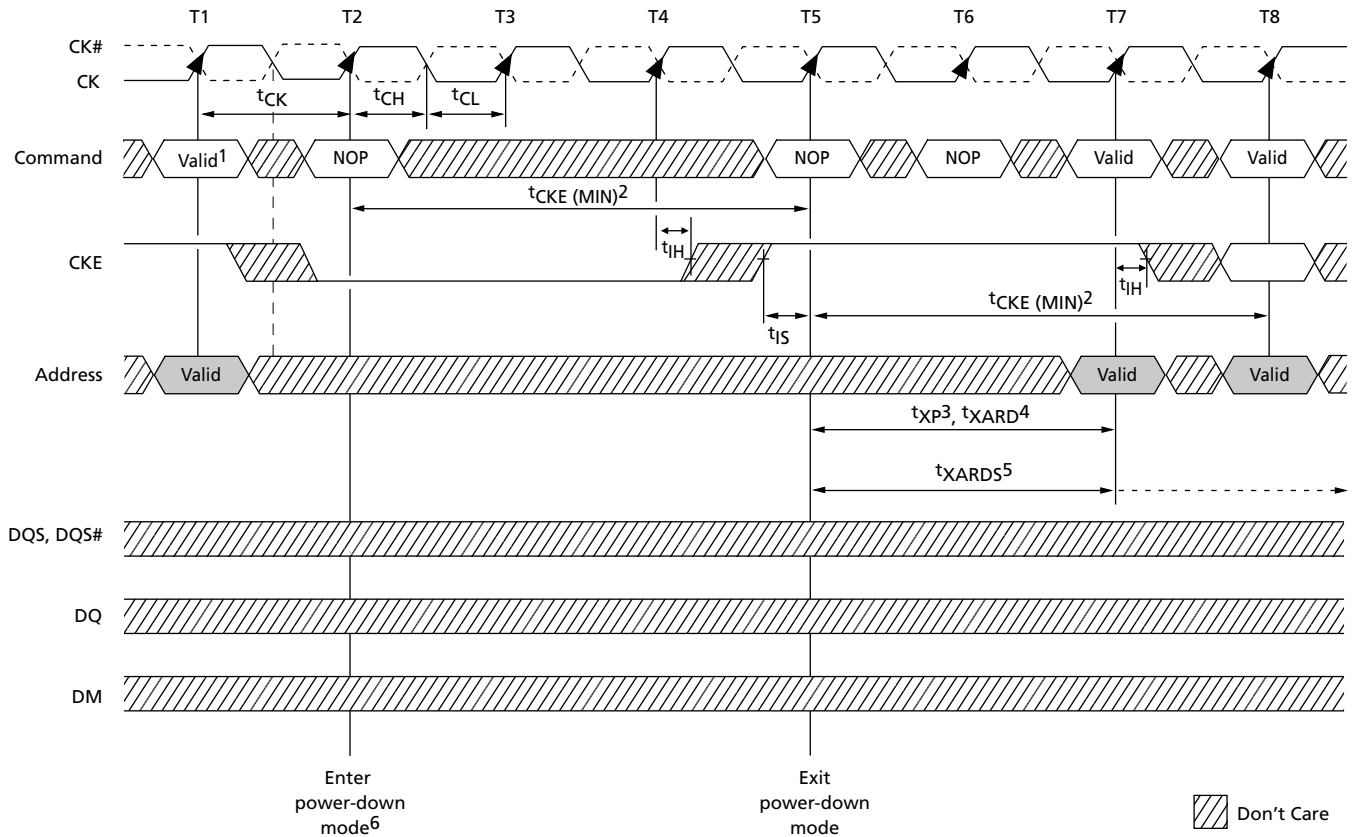 T1 T2 T3 T4 T5 T6 T7 T8
CK#
CK
tCK tCH tCL
Command Valid1 NOP NOP NOP Valid Valid
tCKE (MIN)2
CKE tIH tIH
tCKE (MIN)2
tIS
Address Valid Valid Valid
tXP3, tXARD4
tXARDS5
DQS, DQS#
DQ
DM
Enter
power-down
mode6
Exit
power-down
mode
Don't Care